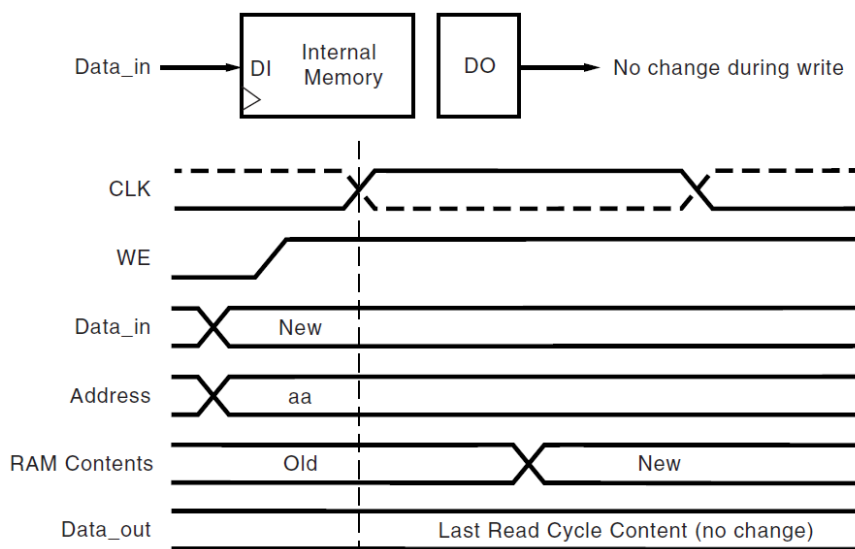 Data_in
DI
Internal
Memory
DO
No change during write
CLK
WE
Data_in
New
Address
aa
RAM Contents
Old
New
Data_out
Last Read Cycle Content (no change)